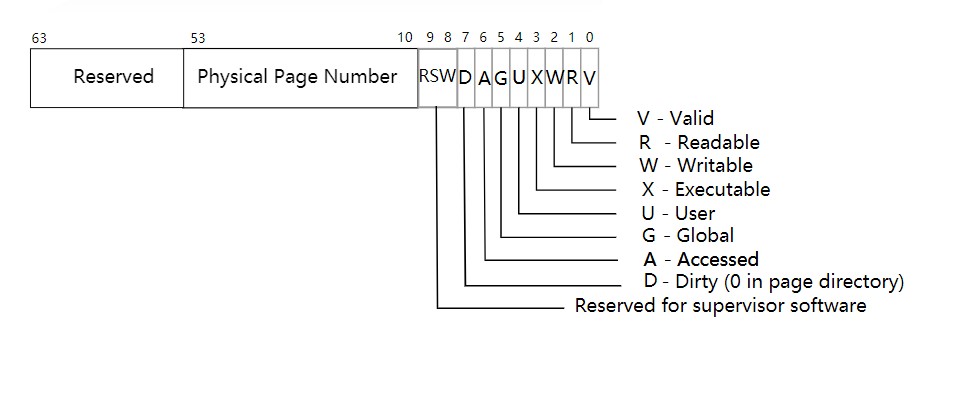 63 53 10 9 8 7 6 5 4 3 2 1 0
Reserved Physical Page Number RSW D A G U X W R V
V - Valid
R - Readable
W - Writable
X - Executable
U - User
G - Global
A - Accessed
D - Dirty (0 in page directory)
Reserved for supervisor software